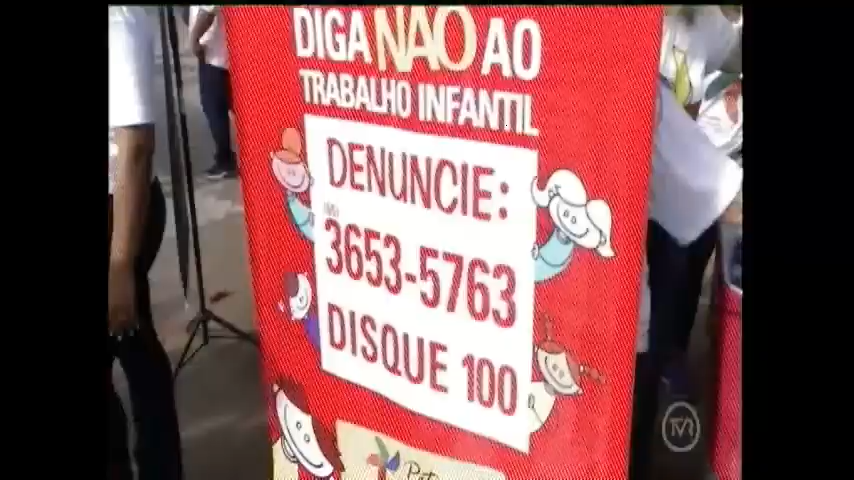 DIGA NÃO AO
TRABALHO INFANTIL
DENUNCIE:
3653-5763
DISQUE 100
TVR